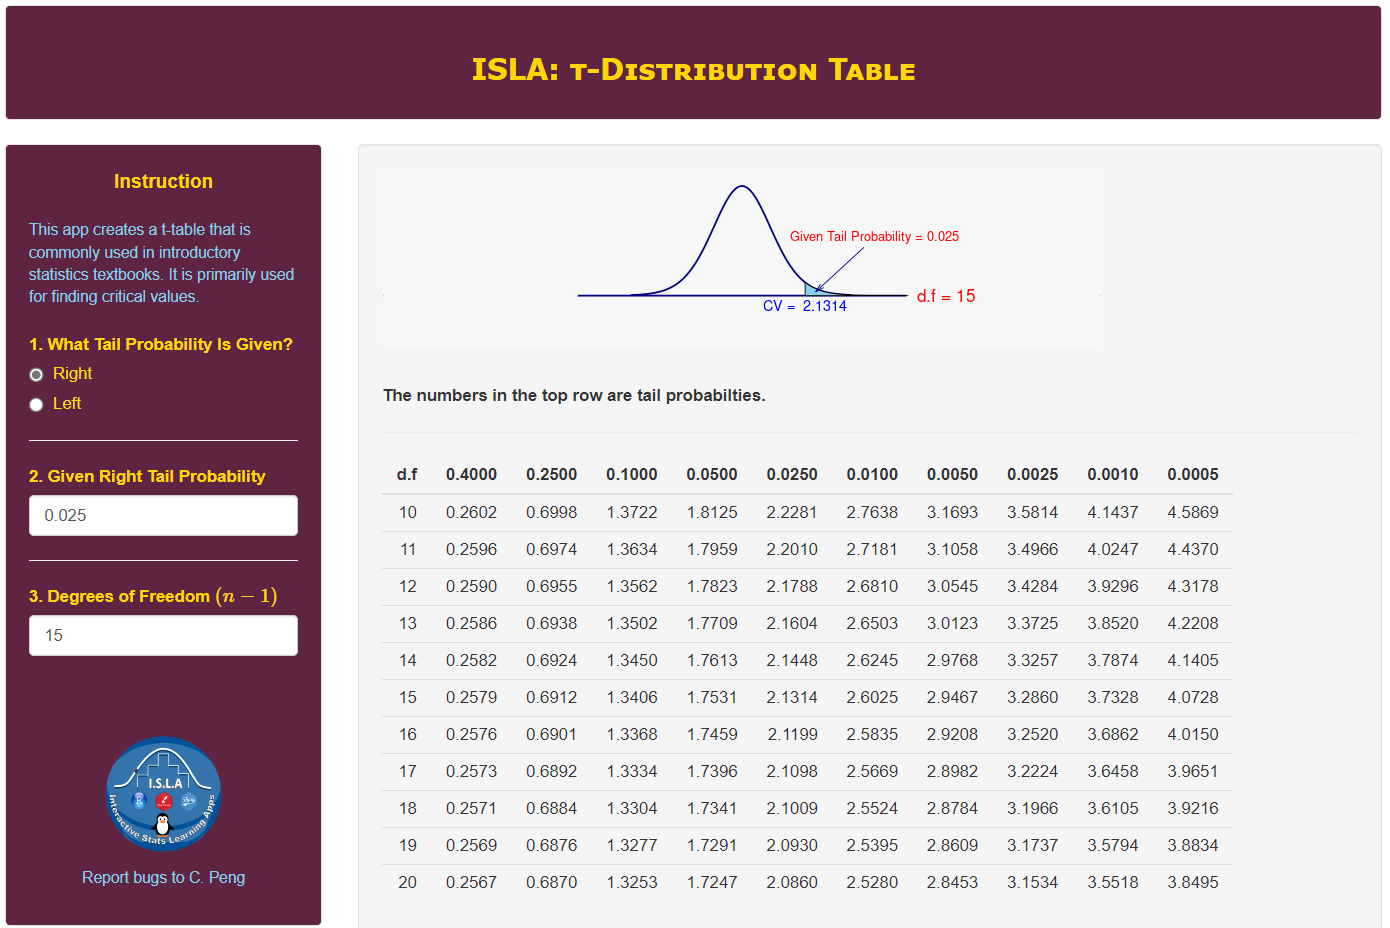 ISLA: t-Distribution Table
Instruction
This app creates a t-table that is
commonly used in introductory
statistics textbooks. It is primarily used
for finding critical values.
1. What Tail Probability Is Given?
Right
Left
2. Given Right Tail Probability
0.025
3. Degrees of Freedom (n − 1)
15
I.S.L.A
Interactive Stats Learning Apps
Report bugs to C. Peng
Given Tail Probability = 0.025
d.f = 15
CV = 2.1314
The numbers in the top row are tail probabilties.
d.f 0.4000 0.2500 0.1000 0.0500 0.0250 0.0100 0.0050 0.0025 0.0010 0.0005
10 0.2602 0.6998 1.3722 1.8125 2.2281 2.7638 3.1693 3.5814 4.1437 4.5869
11 0.2596 0.6974 1.3634 1.7959 2.2010 2.7181 3.1058 3.4966 4.0247 4.4370
12 0.2590 0.6955 1.3562 1.7823 2.1788 2.6810 3.0545 3.4284 3.9296 4.3178
13 0.2586 0.6938 1.3502 1.7709 2.1604 2.6503 3.0123 3.3725 3.8520 4.2208
14 0.2582 0.6924 1.3450 1.7613 2.1448 2.6245 2.9768 3.3257 3.7874 4.1405
15 0.2579 0.6912 1.3406 1.7531 2.1314 2.6025 2.9467 3.2860 3.7328 4.0728
16 0.2576 0.6901 1.3368 1.7459 2.1199 2.5835 2.9208 3.2520 3.6862 4.0150
17 0.2573 0.6892 1.3334 1.7396 2.1098 2.5669 2.8982 3.2224 3.6458 3.9651
18 0.2571 0.6884 1.3304 1.7341 2.1009 2.5524 2.8784 3.1966 3.6105 3.9216
19 0.2569 0.6876 1.3277 1.7291 2.0930 2.5395 2.8609 3.1737 3.5794 3.8834
20 0.2567 0.6870 1.3253 1.7247 2.0860 2.5280 2.8453 3.1534 3.5518 3.8495